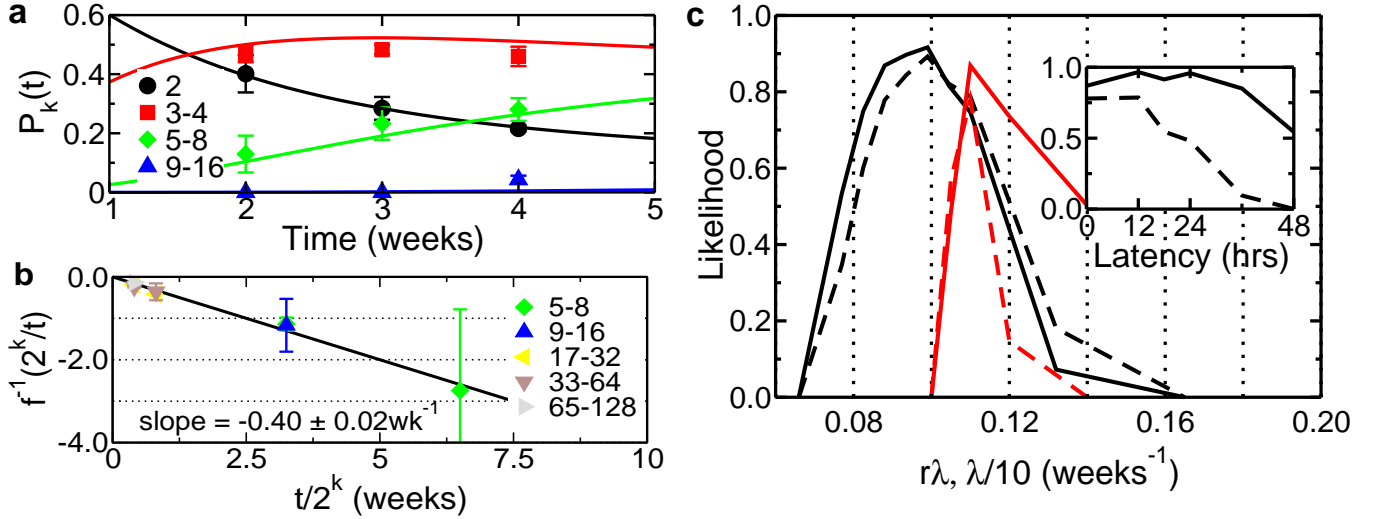 a
P_k(t)
0.6
0.4
0.2
0
2
3-4
5-8
9-16
1 2 3 4 5
Time (weeks)
b
f^-1(2^k/t)
0.0
-1.0
-2.0
-3.0
-4.0
5-8
9-16
17-32
33-64
65-128
slope = -0.40 ± 0.02wk^-1
0 2.5 5 7.5 10
t/2^k (weeks)
c
Likelihood
1.0
0.8
0.6
0.4
0.2
0.0
0.08 0.12 0.16 0.20
rλ, λ/10 (weeks^-1)
1.0
0.5
0.0
0 12 24 48
Latency (hrs)